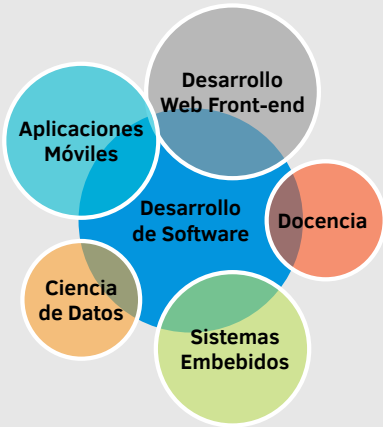 Desarrollo
Web Front-end
Aplicaciones
Móviles
Desarrollo
de Software
Docencia
Ciencia
de Datos
Sistemas
Embebidos